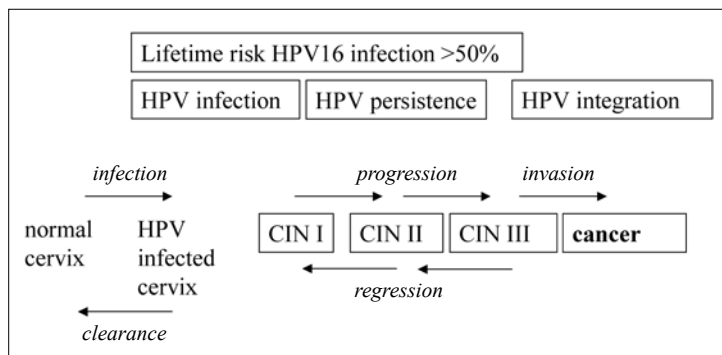 Lifetime risk HPV16 infection >50%
HPV infection HPV persistence HPV integration
infection progression invasion
normal cervix
HPV infected cervix
CIN I CIN II CIN III cancer
clearance regression